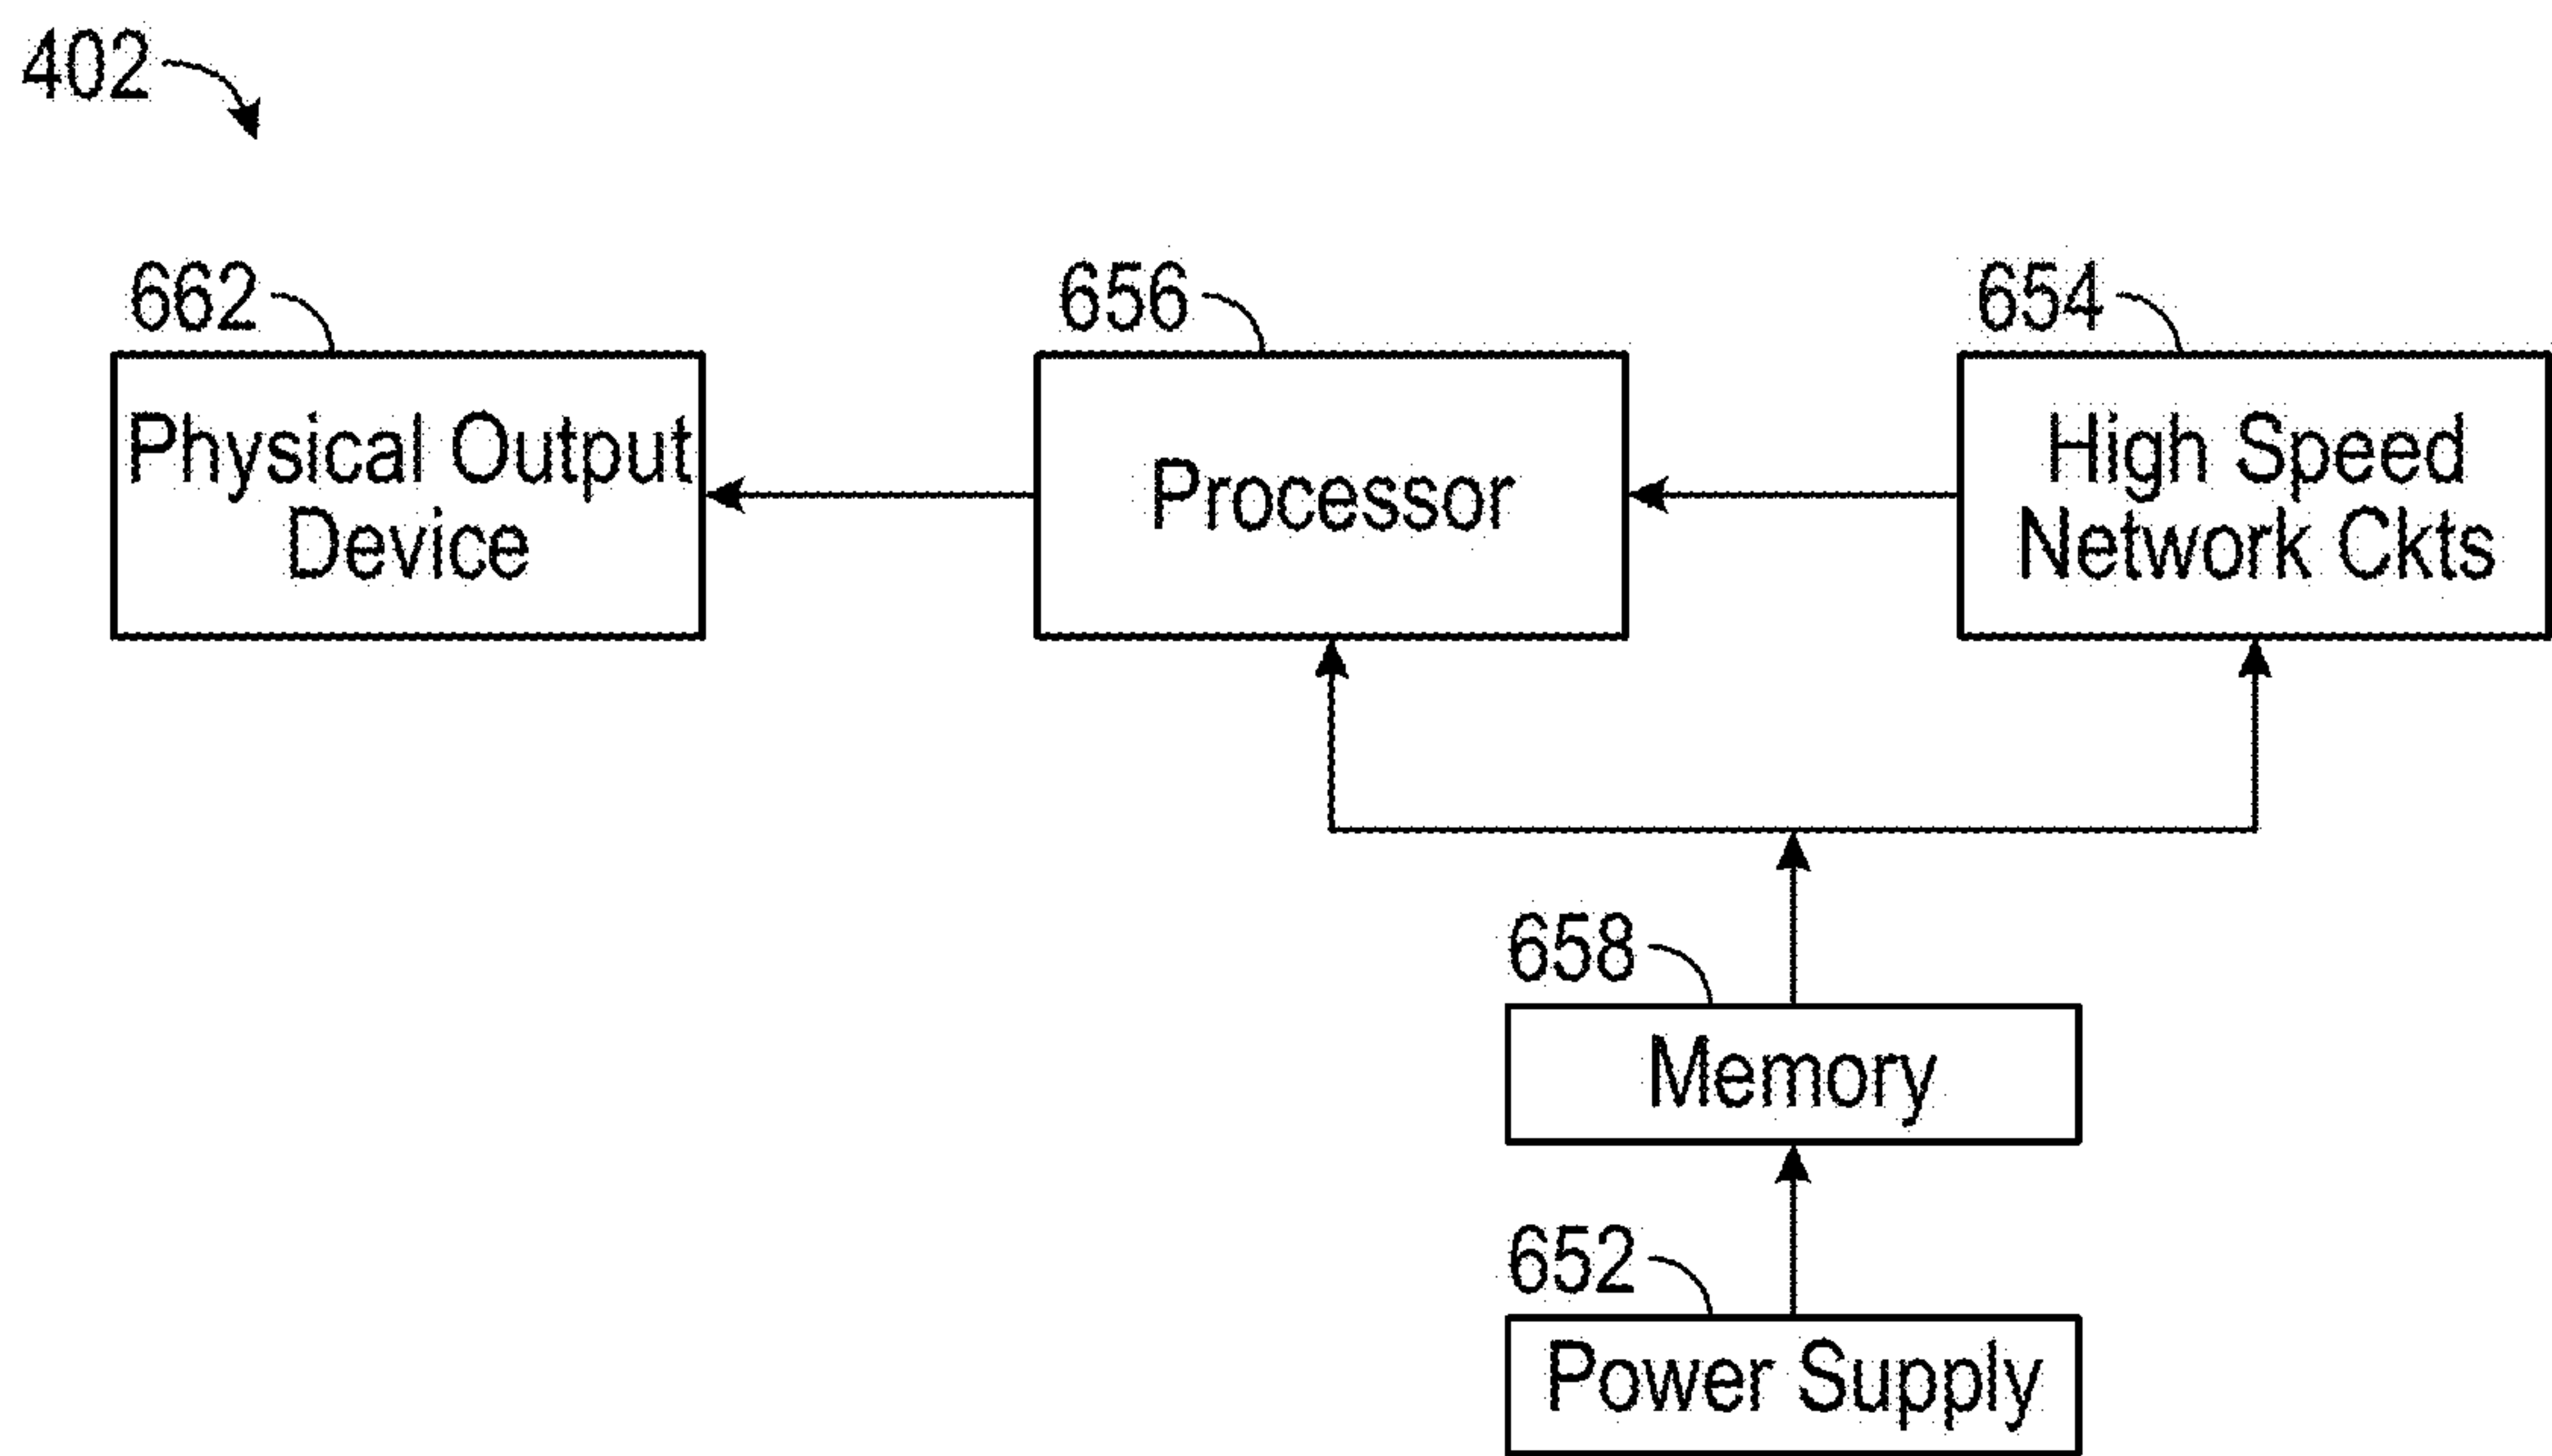 402
662
656
654
Physical Output
Device
Processor
High Speed
Network Ckts
658
Memory
652
Power Supply